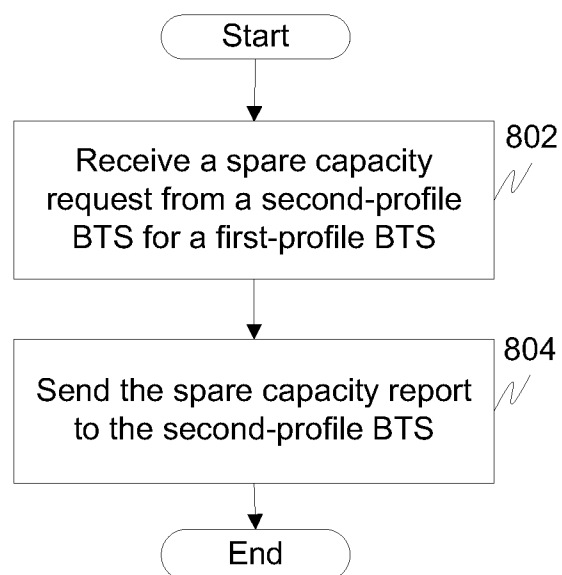 Start
802
Receive a spare capacity
request from a second-profile
BTS for a first-profile BTS
804
Send the spare capacity report
to the second-profile BTS
End